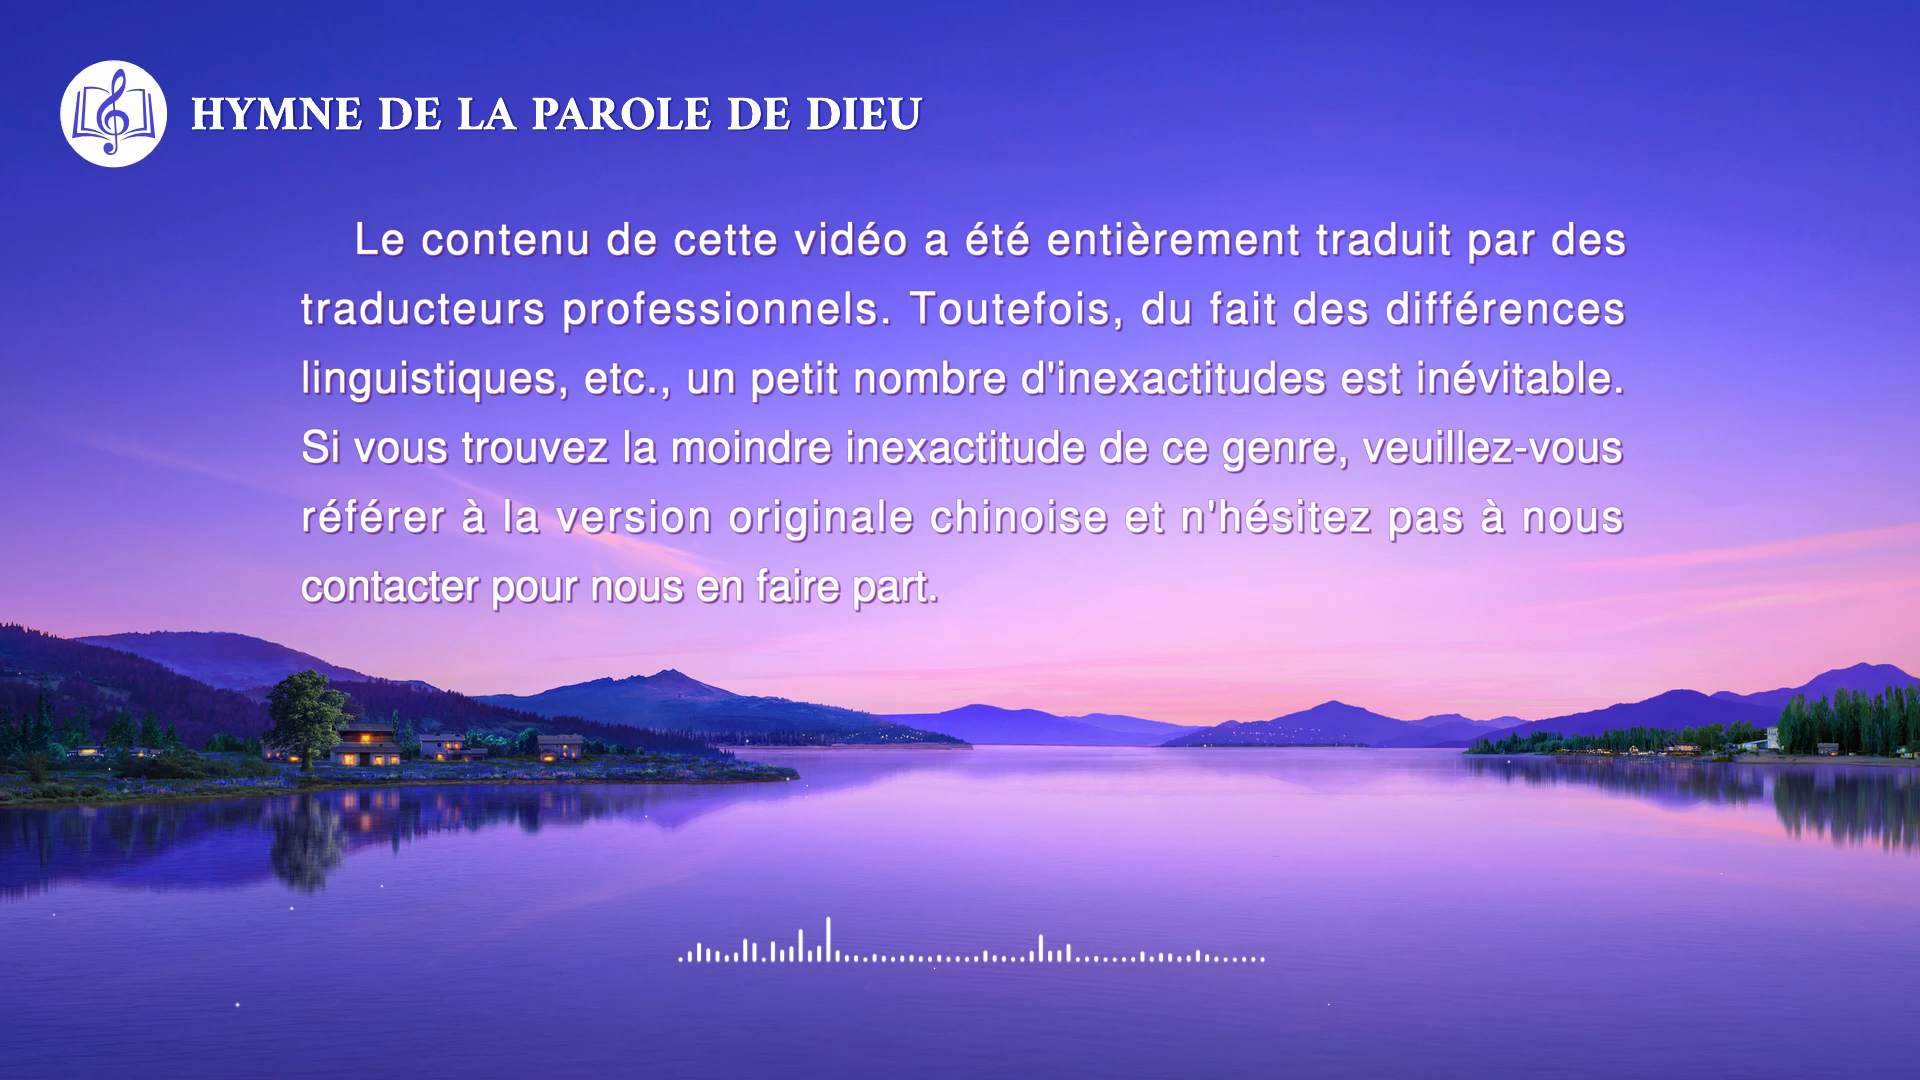 HYMNE DE LA PAROLE DE DIEU
Le contenu de cette vidéo a été entièrement traduit par des
traducteurs professionnels. Toutefois, du fait des différences
linguistiques, etc., un petit nombre d'inexactitudes est inévitable.
Si vous trouvez la moindre inexactitude de ce genre, veuillez-vous
référer à la version originale chinoise et n'hésitez pas à nous
contacter pour nous en faire part.